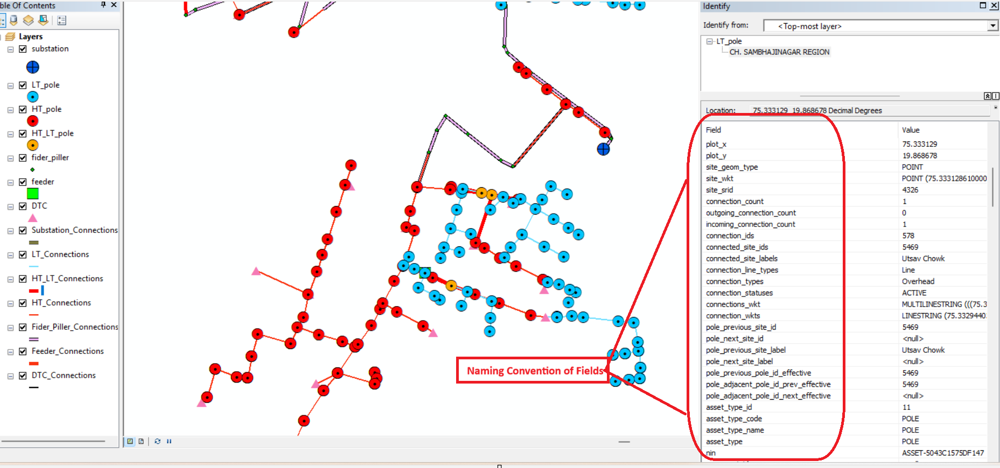 ble Of Contents
Layers
substation
LT_pole
HT_pole
HT_LT_pole
fider_piller
feeder
DTC
Substation_Connections
LT_Connections
HT_LT_Connections
HT_Connections
Fider_Piller_Connections
Feeder_Connections
DTC_Connections
Naming Convention of Fields
Identify
Identify from: <Top-most layer>
LT_pole
CH. SAMBHAJINAGAR REGION
Location: 75.333129 19.868678 Decimal Degrees
Field Value
plot_x 75.333129
plot_y 19.868678
site_geom_type POINT
site_wkt POINT (75.333128610000
site_srid 4326
connection_count 1
outgoing_connection_count 0
incoming_connection_count 1
connection_ids 578
connected_site_ids 5469
connected_site_labels Utsav Chowk
connection_line_types Line
connection_types Overhead
connection_statuses ACTIVE
connections_wkt MULTILINESTRING (((75.3
connection_wkts LINESTRING (75.3329440
pole_previous_site_id 5469
pole_next_site_id <null>
pole_previous_site_label Utsav Chowk
pole_next_site_label <null>
pole_previous_pole_id_effective 5469
pole_adjacent_pole_id_prev_effective 5469
pole_adjacent_pole_id_next_effective <null>
asset_type_id 11
asset_type_code POLE
asset_type_name POLE
asset_type POLE
nin ASSET-5043C1575DF147